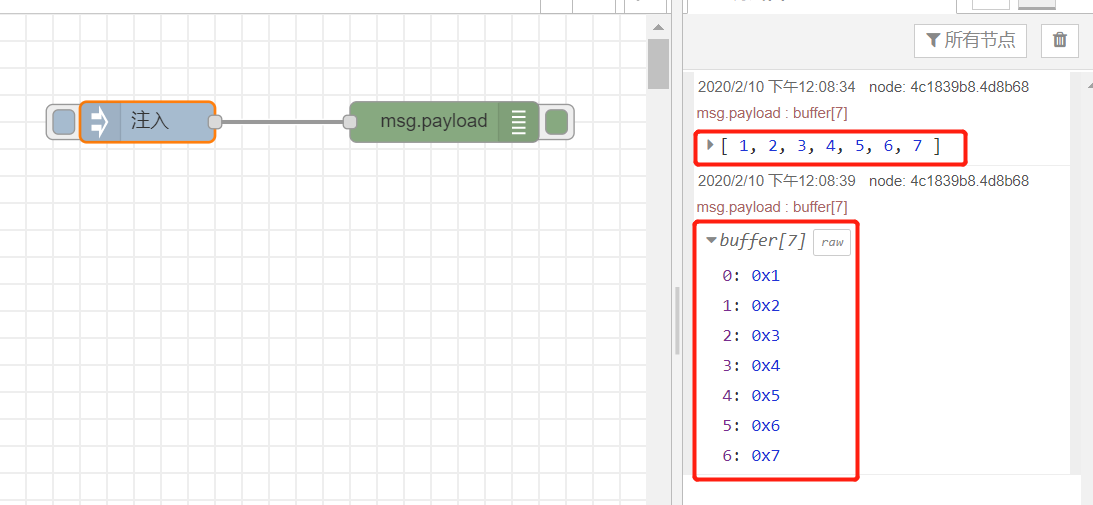 注入
msg.payload
所有节点
2020/2/10 下午12:08:34 node: 4c1839b8.4d8b68
msg.payload : buffer[7]
[ 1, 2, 3, 4, 5, 6, 7 ]
2020/2/10 下午12:08:39 node: 4c1839b8.4d8b68
msg.payload : buffer[7]
buffer[7] raw
0: 0x1
1: 0x2
2: 0x3
3: 0x4
4: 0x5
5: 0x6
6: 0x7